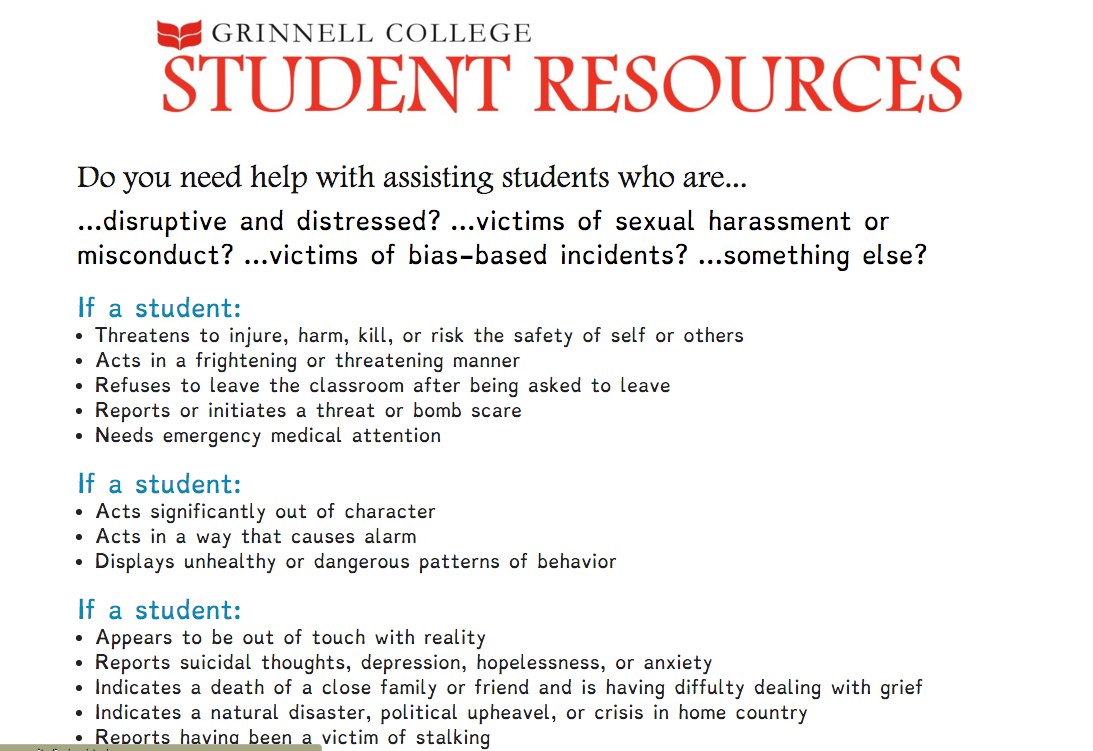 GRINNELL COLLEGE
STUDENT RESOURCES
Do you need help with assisting students who are...
...disruptive and distressed? ...victims of sexual harassment or
misconduct? ...victims of bias-based incidents? ...something else?
If a student:
• Threatens to injure, harm, kill, or risk the safety of self or others
• Acts in a frightening or threatening manner
• Refuses to leave the classroom after being asked to leave
• Reports or initiates a threat or bomb scare
• Needs emergency medical attention
If a student:
• Acts significantly out of character
• Acts in a way that causes alarm
• Displays unhealthy or dangerous patterns of behavior
If a student:
• Appears to be out of touch with reality
• Reports suicidal thoughts, depression, hopelessness, or anxiety
• Indicates a death of a close family or friend and is having diffulty dealing with grief
• Indicates a natural disaster, political upheavel, or crisis in home country
• Reports having been a victim of stalking